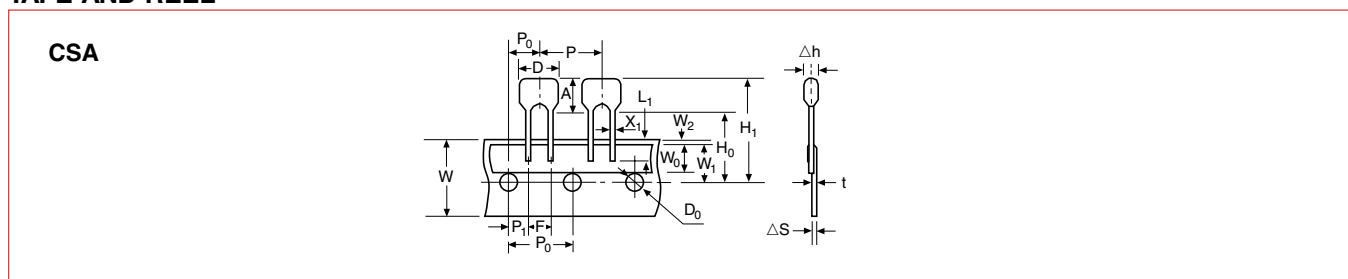 TAPE AND REEL
CSA
P0
P
△h
D
A
L1
X1
W2
H1
H0
W0
W1
W
t
D0
P1
F
△S
P0